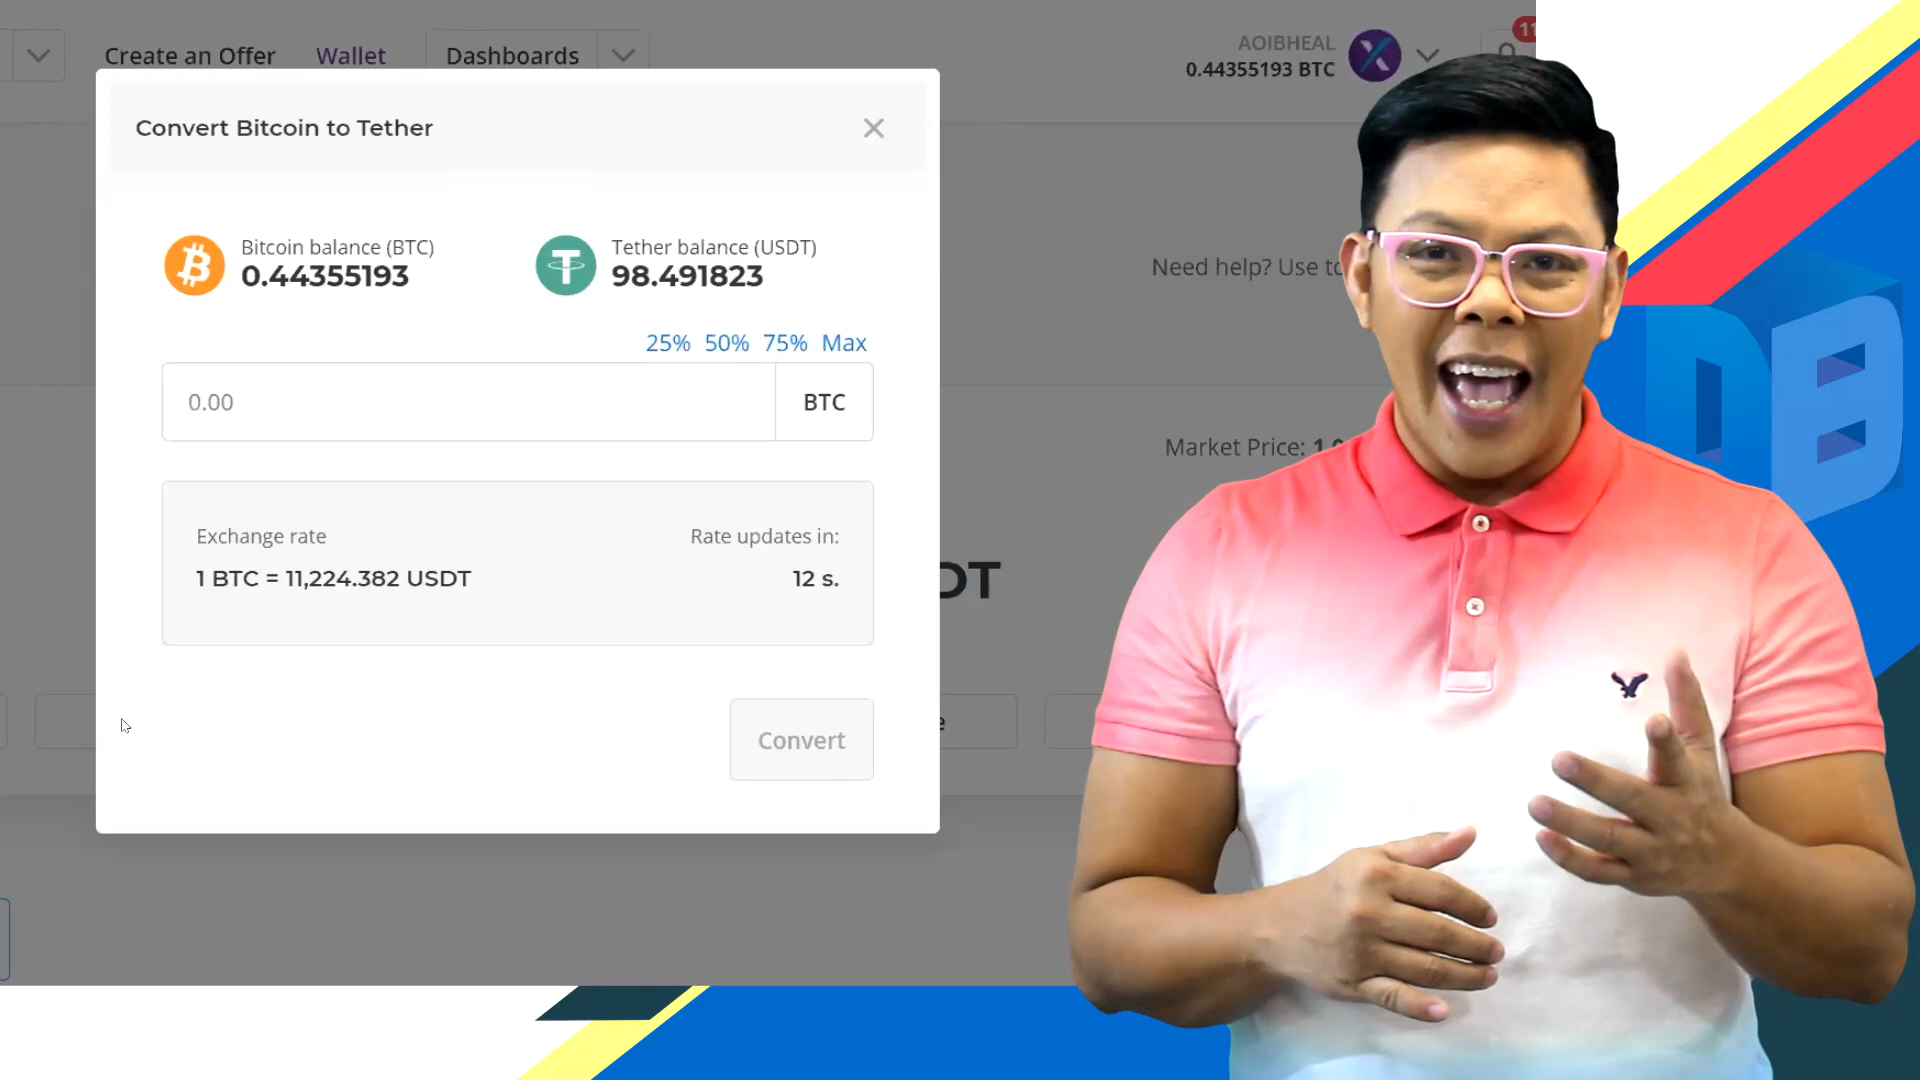 Create an Offer
Wallet
Dashboards
AOIBHEAL
0.44355193 BTC
11
Convert Bitcoin to Tether
Bitcoin balance (BTC)
0.44355193
Tether balance (USDT)
98.491823
25% 50% 75% Max
0.00
BTC
Exchange rate
1 BTC = 11,224.382 USDT
Rate updates in:
12 s.
Convert
Need help? Use
Market Price:
DB